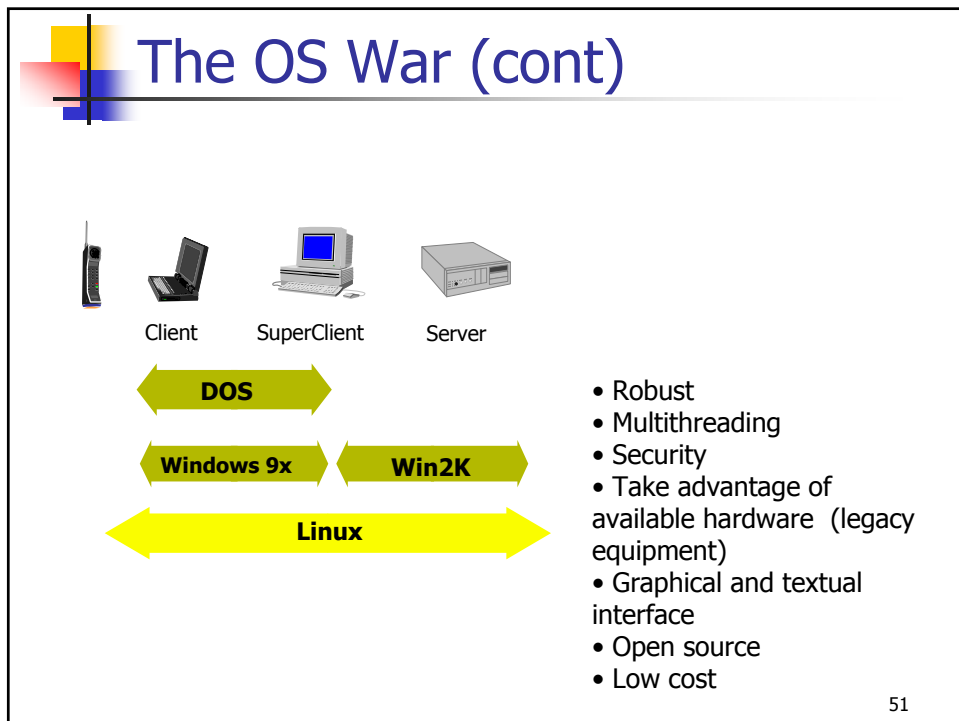 The OS War (cont)
Client SuperClient Server
DOS
Windows 9x Win2K
Linux
• Robust
• Multithreading
• Security
• Take advantage of
available hardware (legacy
equipment)
• Graphical and textual
interface
• Open source
• Low cost
51